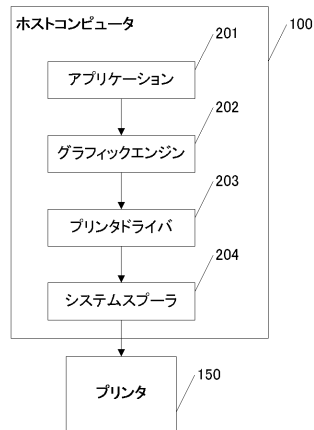 ホストコンピュータ
100
201
アプリケーション
202
グラフィックエンジン
203
プリンタドライバ
204
システムスプーラ
150
プリンタ